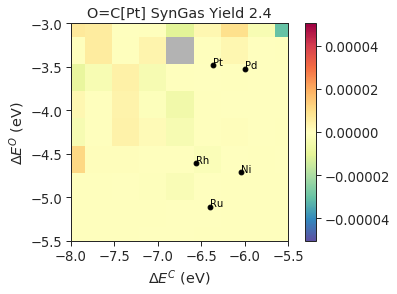 O=C[Pt] SynGas Yield 2.4
−3.0
−3.5
−4.0
−4.5
−5.0
−5.5
ΔE^O (eV)
Pt
Pd
Rh
Ni
Ru
−8.0 −7.5 −7.0 −6.5 −6.0 −5.5
ΔE^C (eV)
0.00004
0.00002
0.00000
−0.00002
−0.00004